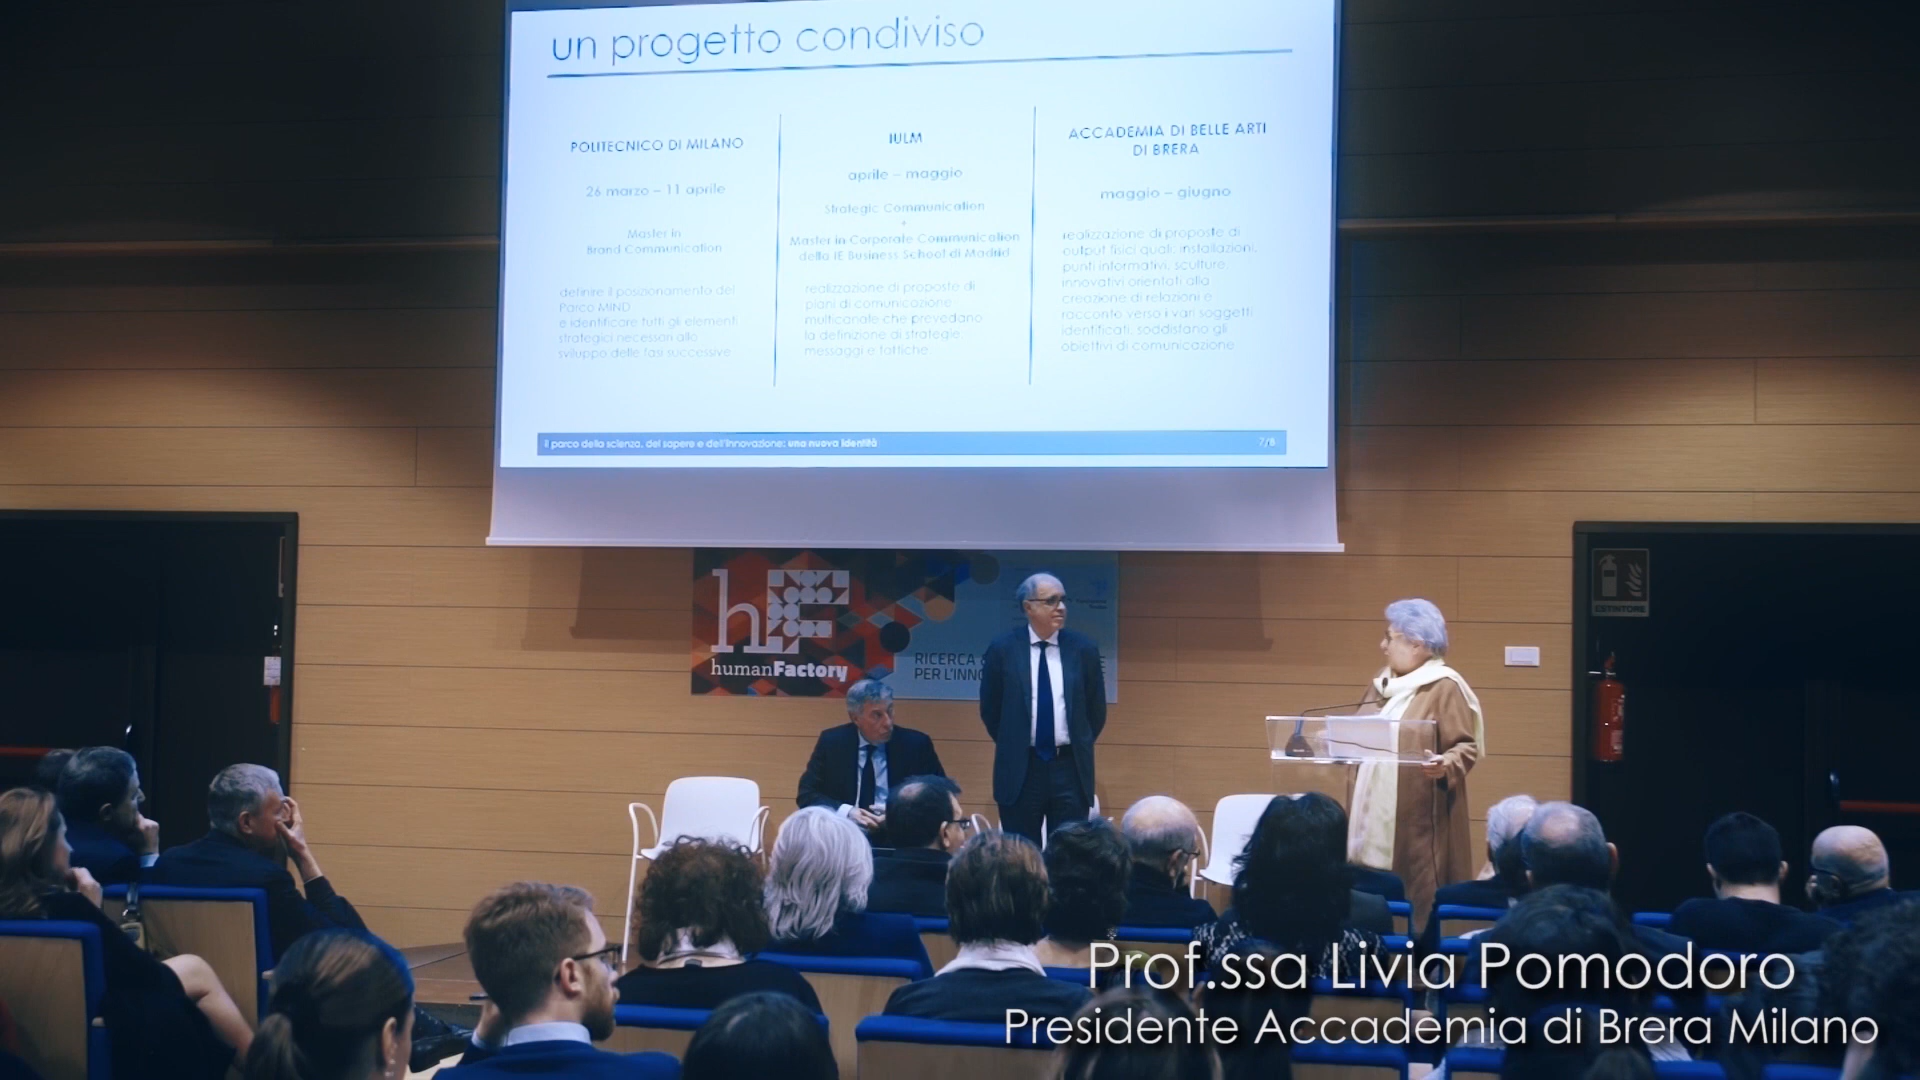 un progetto condiviso
POLITECNICO DI MILANO
26 marzo – 11 aprile
Master in
Brand Communication
definire il posizionamento del
Parco MIND
e identificare tutti gli elementi
strategici necessari allo
sviluppo delle fasi successive
IULM
aprile – maggio
Strategic Communication
+
Master in Corporate Communication
della IE Business School di Madrid
realizzazione di proposte di
piani di comunicazione
multicanale che prevedano
la definizione di strategie,
messaggi e tattiche
ACCADEMIA DI BELLE ARTI
DI BRERA
maggio – giugno
realizzazione di proposte di
output fisici quali, installazioni,
punti informativi, sculture,
innovativi orientati alla
creazione di relazioni e
racconto verso i vari soggetti
identificati, soddisfano gli
obiettivi di comunicazione
il parco della scienza, del sapere e dell'innovazione: una nuova identità
7/8
hF
humanFactory
RICERCA
PER L'INNO
ESTINTORE
Prof.ssa Livia Pomodoro
Presidente Accademia di Brera Milano